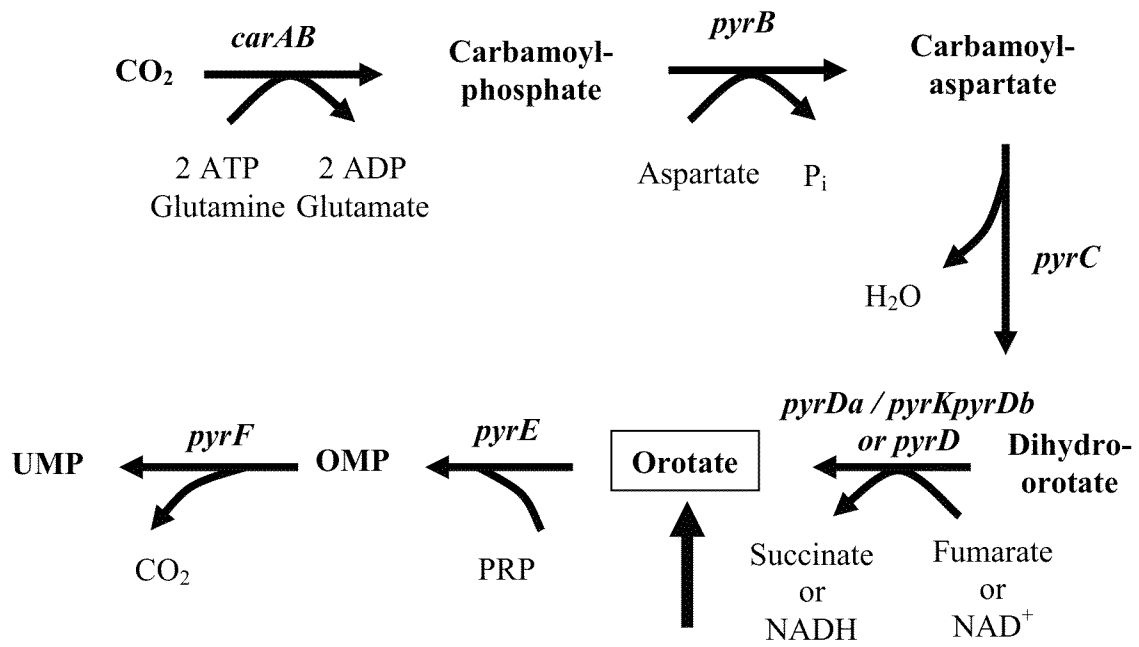 carAB
pyrB
CO₂
Carbamoyl-
phosphate
Carbamoyl-
aspartate
2 ATP
Glutamine
2 ADP
Glutamate
Aspartate
Pᵢ
H₂O
pyrC
pyrDa / pyrKpyrDb
or pyrD
pyrF
pyrE
UMP
OMP
Orotate
Dihydro-
orotate
CO₂
PRP
Succinate
or
NADH
Fumarate
or
NAD⁺